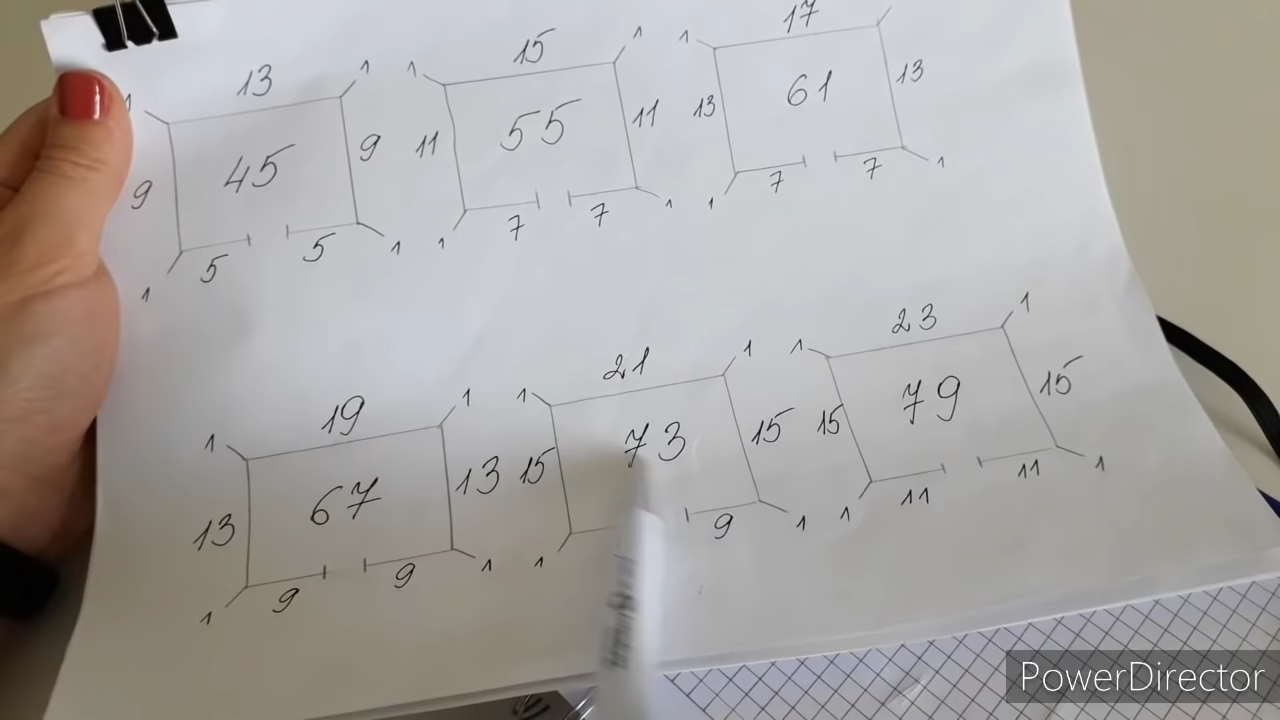 13 15 17
1 1 1 1 1
45 55 61
9 9 11 11 13 13
5 5 7 7 7 7
1 1 1 1 1 1
19 21 23
1 1 1 1 1 1
67 73 79
13 13 15 15 15 15
9 9 9 11 11
1 1 1 1 1 1
PowerDirector